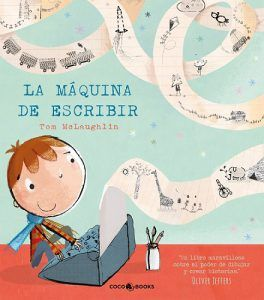 LA MÁQUINA
DE ESCRIBIR
Tom McLaughlin
"Un libro maravilloso
sobre el poder de dibujar
y crear historias."
OLIVER JEFFERS
COCO BOOKS